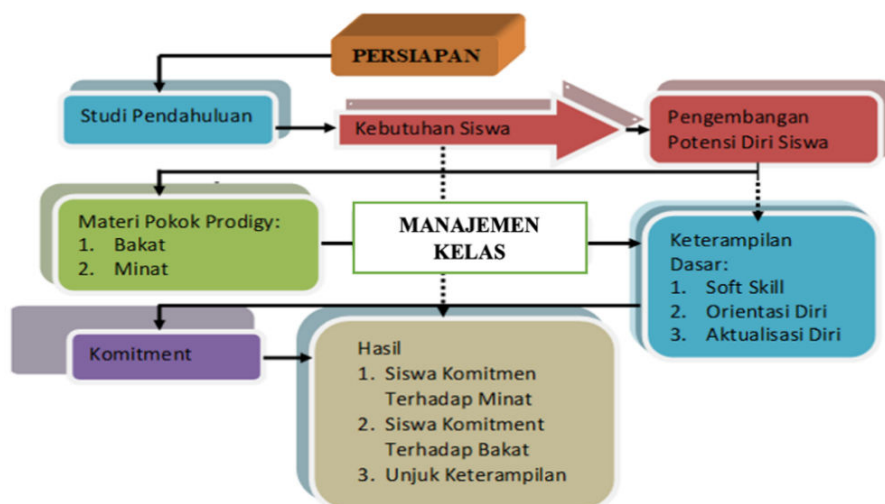 PERSIAPAN
Studi Pendahuluan
Kebutuhan Siswa
Pengembangan
Potensi Diri Siswa
Materi Pokok Prodigy:
1. Bakat
2. Minat
MANAJEMEN
KELAS
Keterampilan
Dasar:
1. Soft Skill
2. Orientasi Diri
3. Aktualisasi Diri
Komitment
Hasil
1. Siswa Komitmen
Terhadap Minat
2. Siswa Komitment
Terhadap Bakat
3. Unjuk Keterampilan